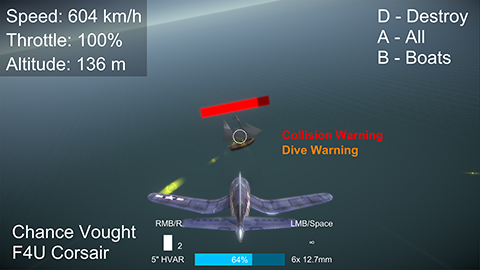 Speed: 604 km/h
Throttle: 100%
Altitude: 136 m
D - Destroy
A - All
B - Boats
Collision Warning
Dive Warning
Chance Vought
F4U Corsair
RMB/R
2
5" HVAR
64%
LMB/Space
∞
6x 12.7mm